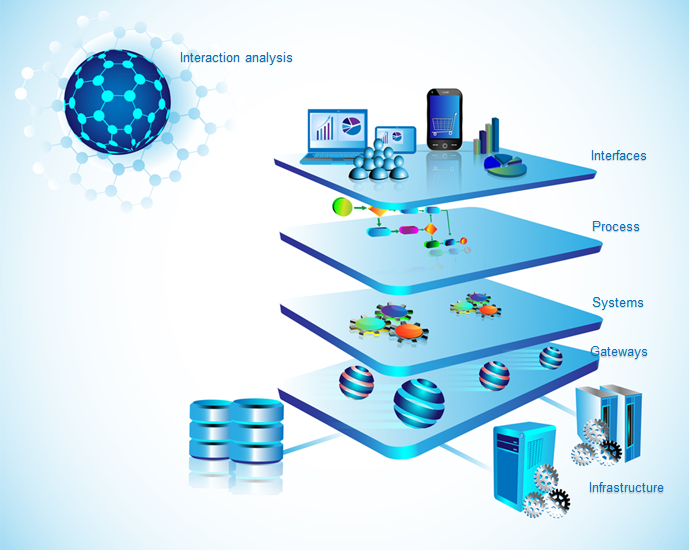 Interaction analysis
Interfaces
Process
Systems
Gateways
Infrastructure